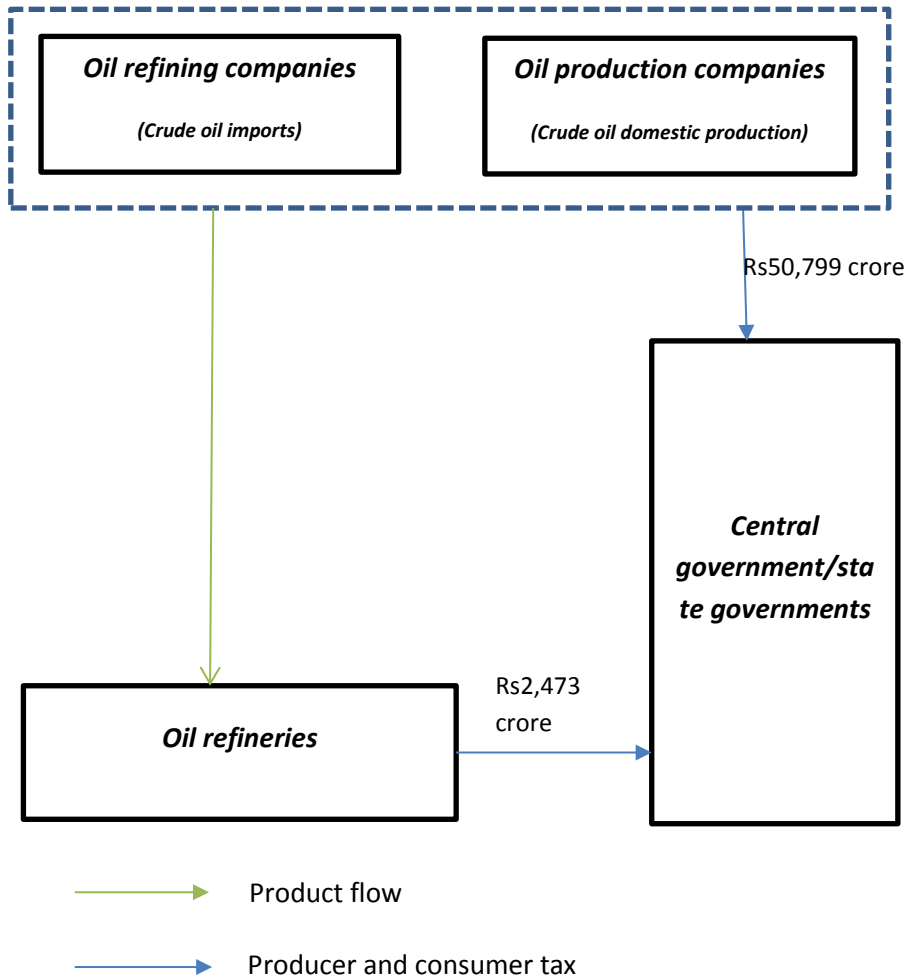 Oil refining companies
(Crude oil imports)
Oil production companies
(Crude oil domestic production)
Rs50,799 crore
Central
government/sta
te governments
Rs2,473
crore
Oil refineries
Product flow
Producer and consumer tax